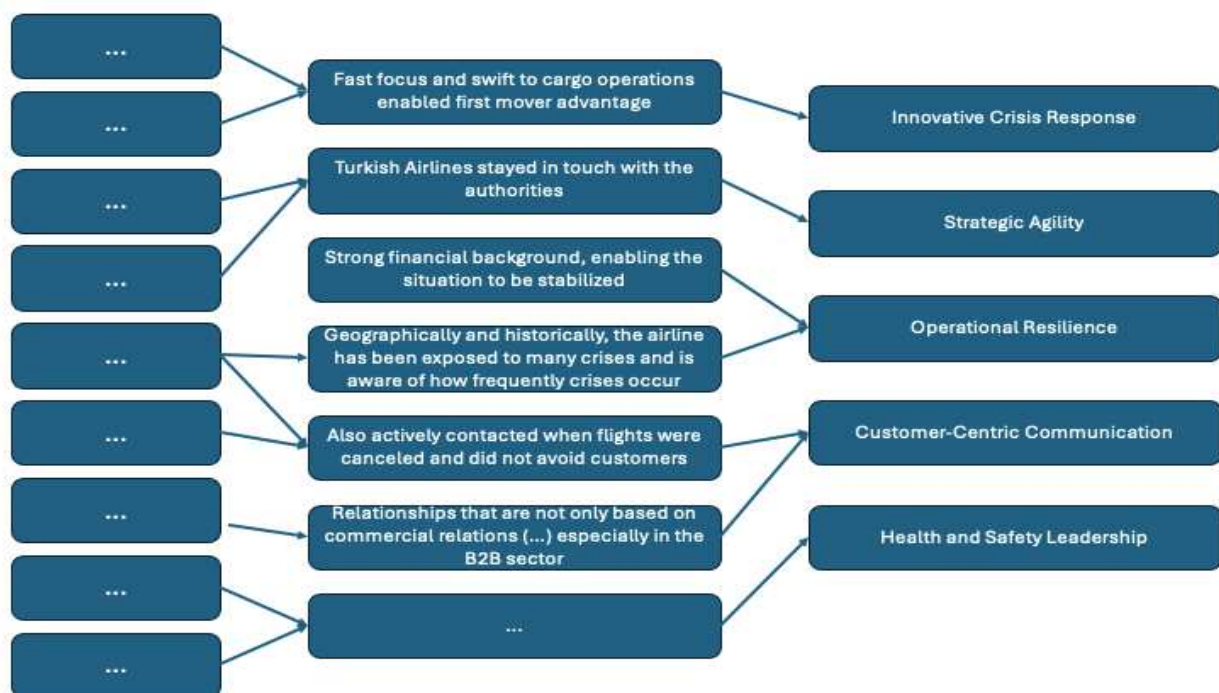 ...
...
...
...
...
...
...
...
...
Fast focus and swift to cargo operations
enabled first mover advantage
Turkish Airlines stayed in touch with the
authorities
Strong financial background, enabling the
situation to be stabilized
Geographically and historically, the airline
has been exposed to many crises and is
aware of how frequently crises occur
Also actively contacted when flights were
canceled and did not avoid customers
Relationships that are not only based on
commercial relations (...) especially in the
B2B sector
...
Innovative Crisis Response
Strategic Agility
Operational Resilience
Customer-Centric Communication
Health and Safety Leadership